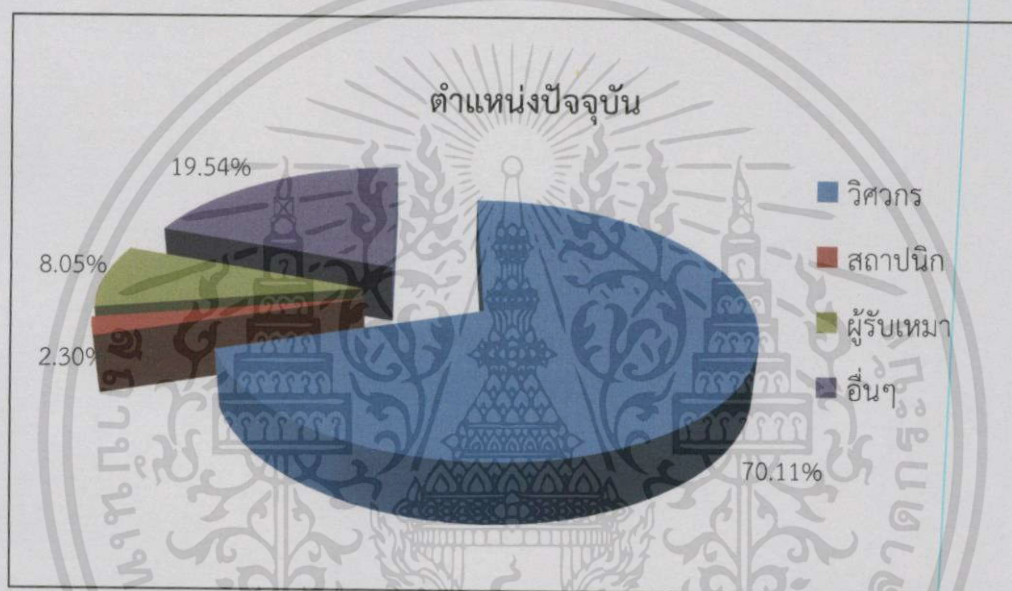 ตำแหน่งปัจจุบัน
19.54%
8.05%
2.30%
70.11%
วิศวกร
สถาปนิก
ผู้รับเหมา
อื่นๆ